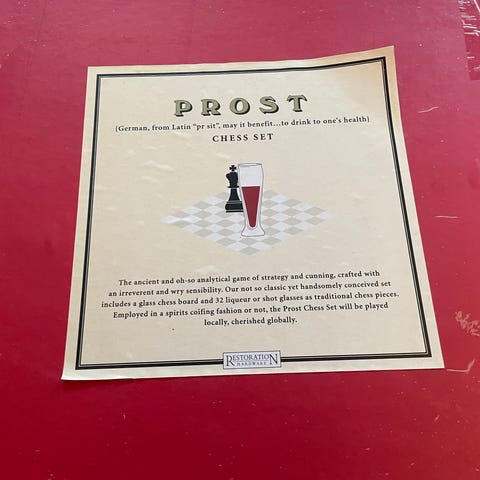 PROST
{German, from Latin "pr sit", may it benefit...to drink to one's health}
CHESS SET
The ancient and oh-so analytical game of strategy and cunning, crafted with
an irreverent and wry sensibility. Our not so classic yet handsomely conceived set
includes a glass chess board and 32 liqueur or shot glasses as traditional chess pieces.
Employed in a spirits coifing fashion or not, the Prost Chess Set will be played
locally, cherished globally.
RESTORATION
HARDWARE